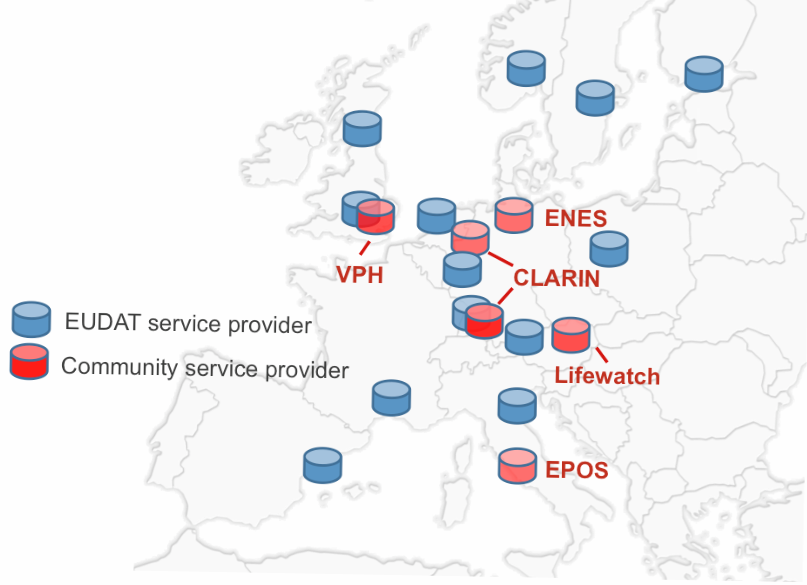 ENES
VPH
CLARIN
EUDAT service provider
Community service provider
Lifewatch
EPOS